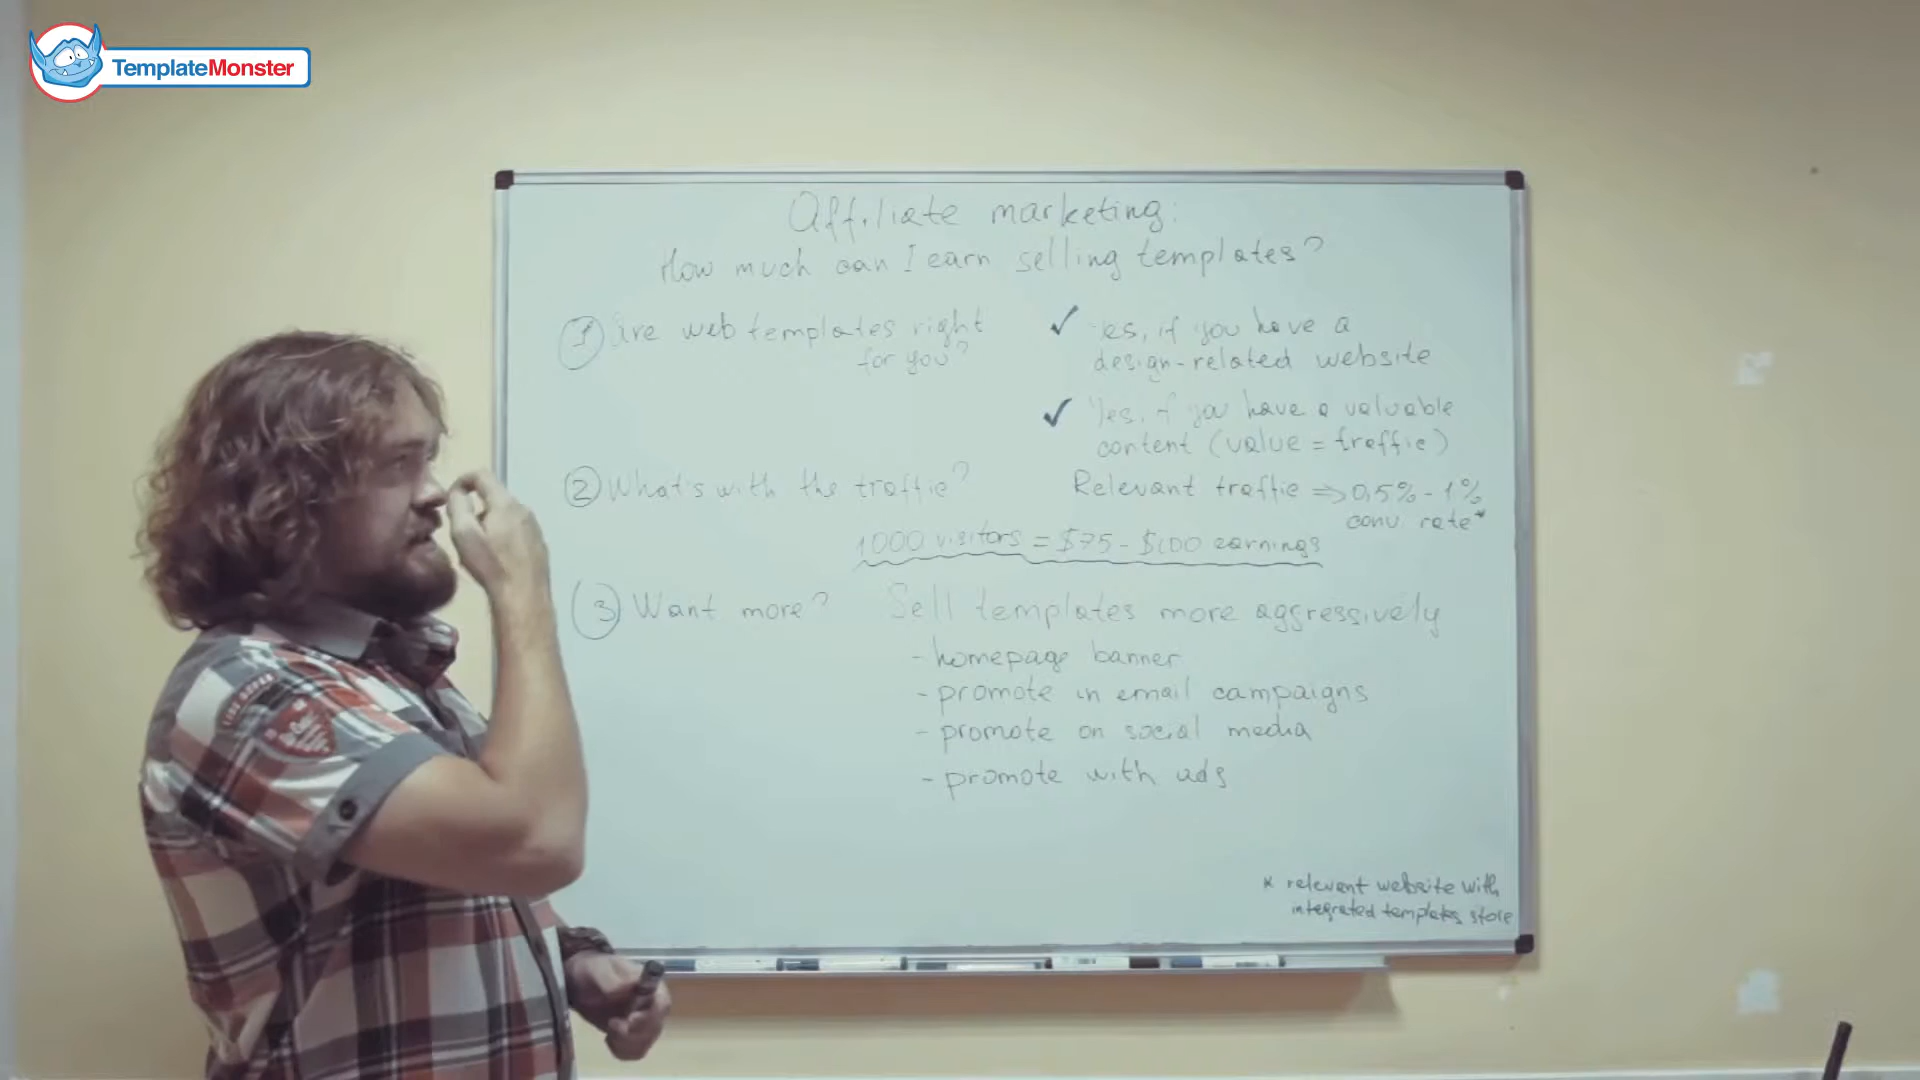 TemplateMonster
Affiliate marketing:
How much can I earn selling templates?
1 are web templates right
for you?
✓ Yes, if you have a
design-related website
✓ Yes, if you have a valuable
content (value = traffic)
2 What's with the traffic?
Relevant traffic ⇒ 0,5% - 1%
conv. rate*
1000 visitors = $75 - $100 earnings
3 Want more?
Sell templates more aggressively
- homepage banner
- promote in email campaigns
- promote on social media
- promote with ads
* relevant website with
integrated templates store